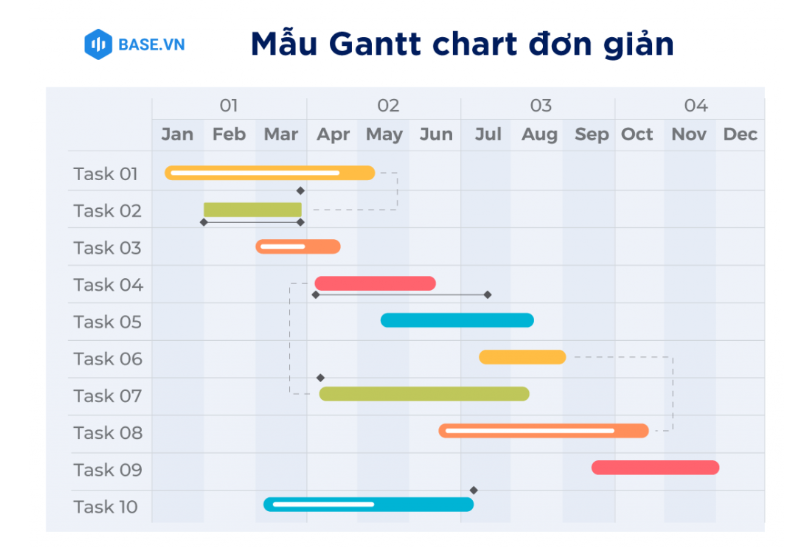 BASE.VN
Mẫu Gantt chart đơn giản
01 02 03 04
Jan Feb Mar Apr May Jun Jul Aug Sep Oct Nov Dec
Task 01
Task 02
Task 03
Task 04
Task 05
Task 06
Task 07
Task 08
Task 09
Task 10